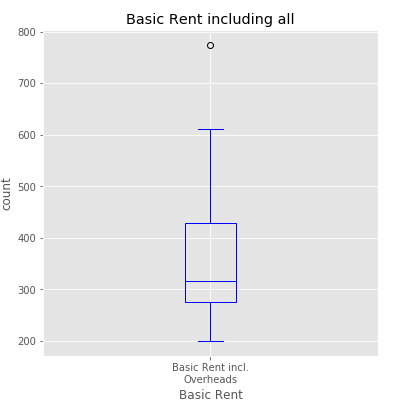 Basic Rent including all
800
700
600
500
400
300
200
count
Basic Rent incl.
Overheads
Basic Rent